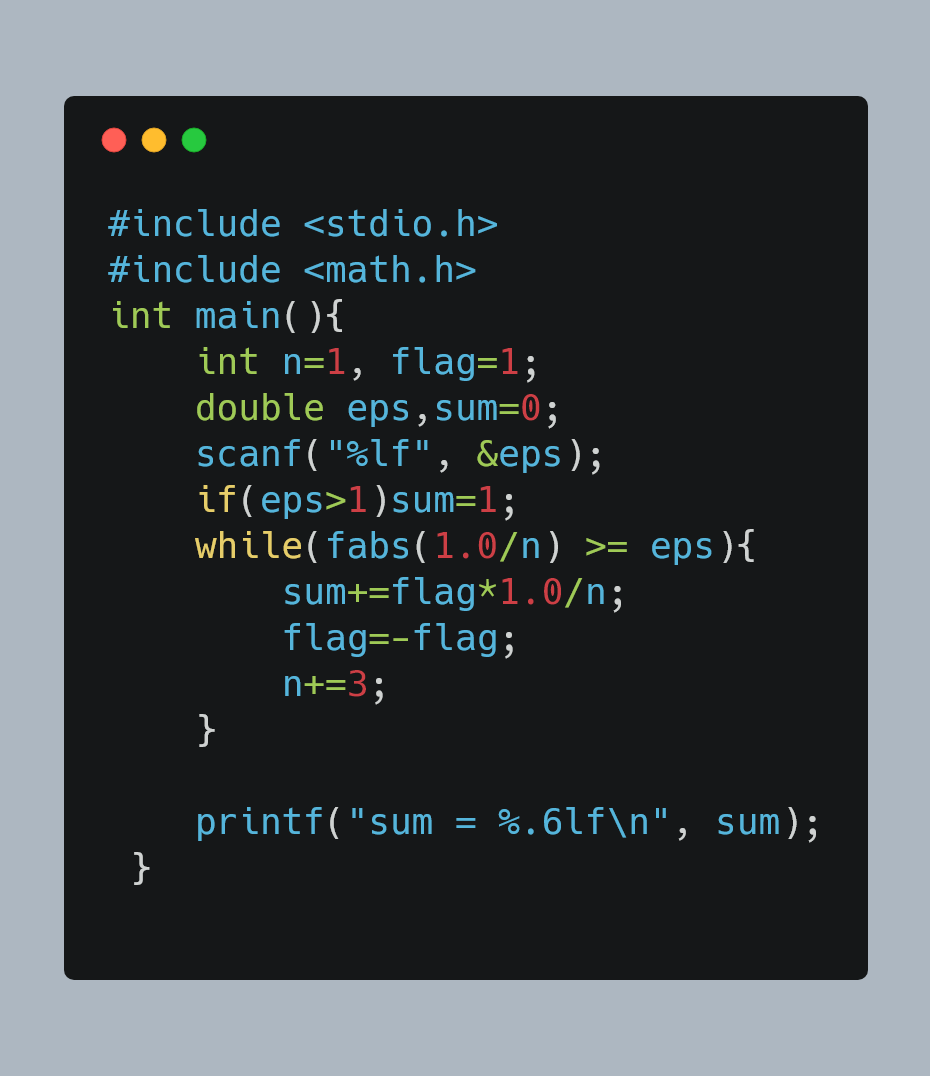 #include <stdio.h>
#include <math.h>
int main(){
    int n=1, flag=1;
    double eps,sum=0;
    scanf("%lf", &eps);
    if(eps>1)sum=1;
    while(fabs(1.0/n) >= eps){
        sum+=flag*1.0/n;
        flag=-flag;
        n+=3;
    }

    printf("sum = %.6lf\n", sum);
 }